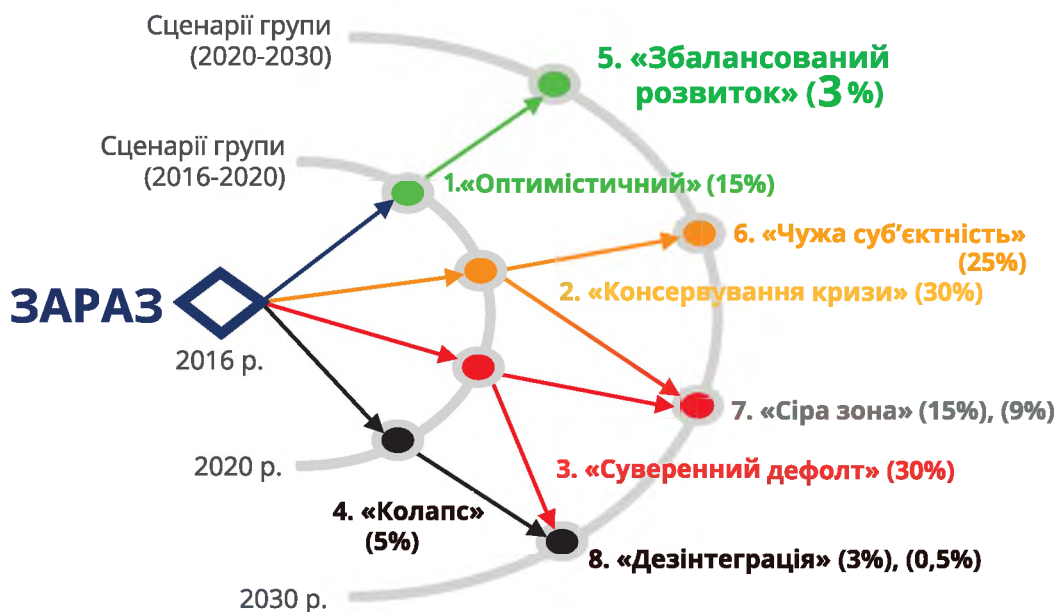 Сценарії групи
(2020-2030)
5. «Збалансований
розвиток» (3%)
Сценарії групи
(2016-2020)
1.«Оптимістичний» (15%)
6. «Чужа суб’єктність»
(25%)
2. «Консервування кризи» (30%)
ЗАРАЗ
2016 р.
7. «Сіра зона» (15%), (9%)
2020 р.
3. «Суверенний дефолт» (30%)
4. «Колапс»
(5%)
8. «Дезінтеграція» (3%), (0,5%)
2030 р.